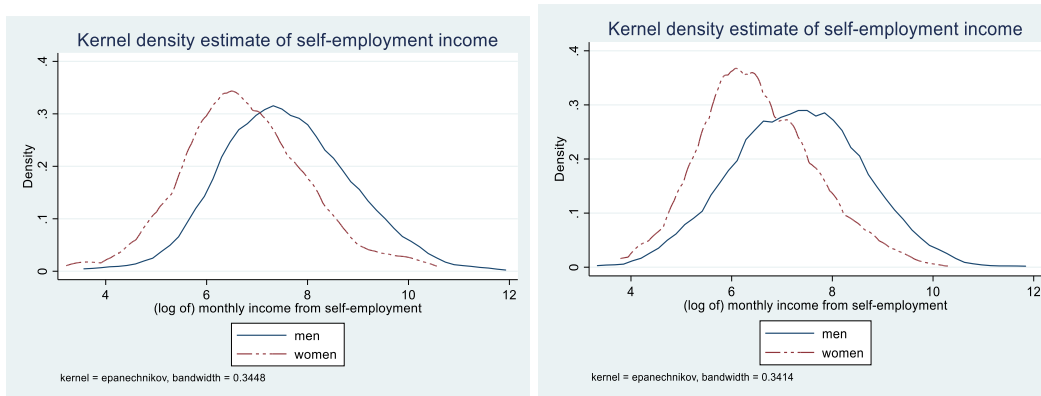 Kernel density estimate of self-employment income
.4
.3
.2
.1
0
Density
4 6 8 10 12
(log of) monthly income from self-employment
men
women
kernel = epanechnikov, bandwidth = 0.3448
Kernel density estimate of self-employment income
.4
.3
.2
.1
0
Density
4 6 8 10 12
(log of) monthly income from self-employment
men
women
kernel = epanechnikov, bandwidth = 0.3414